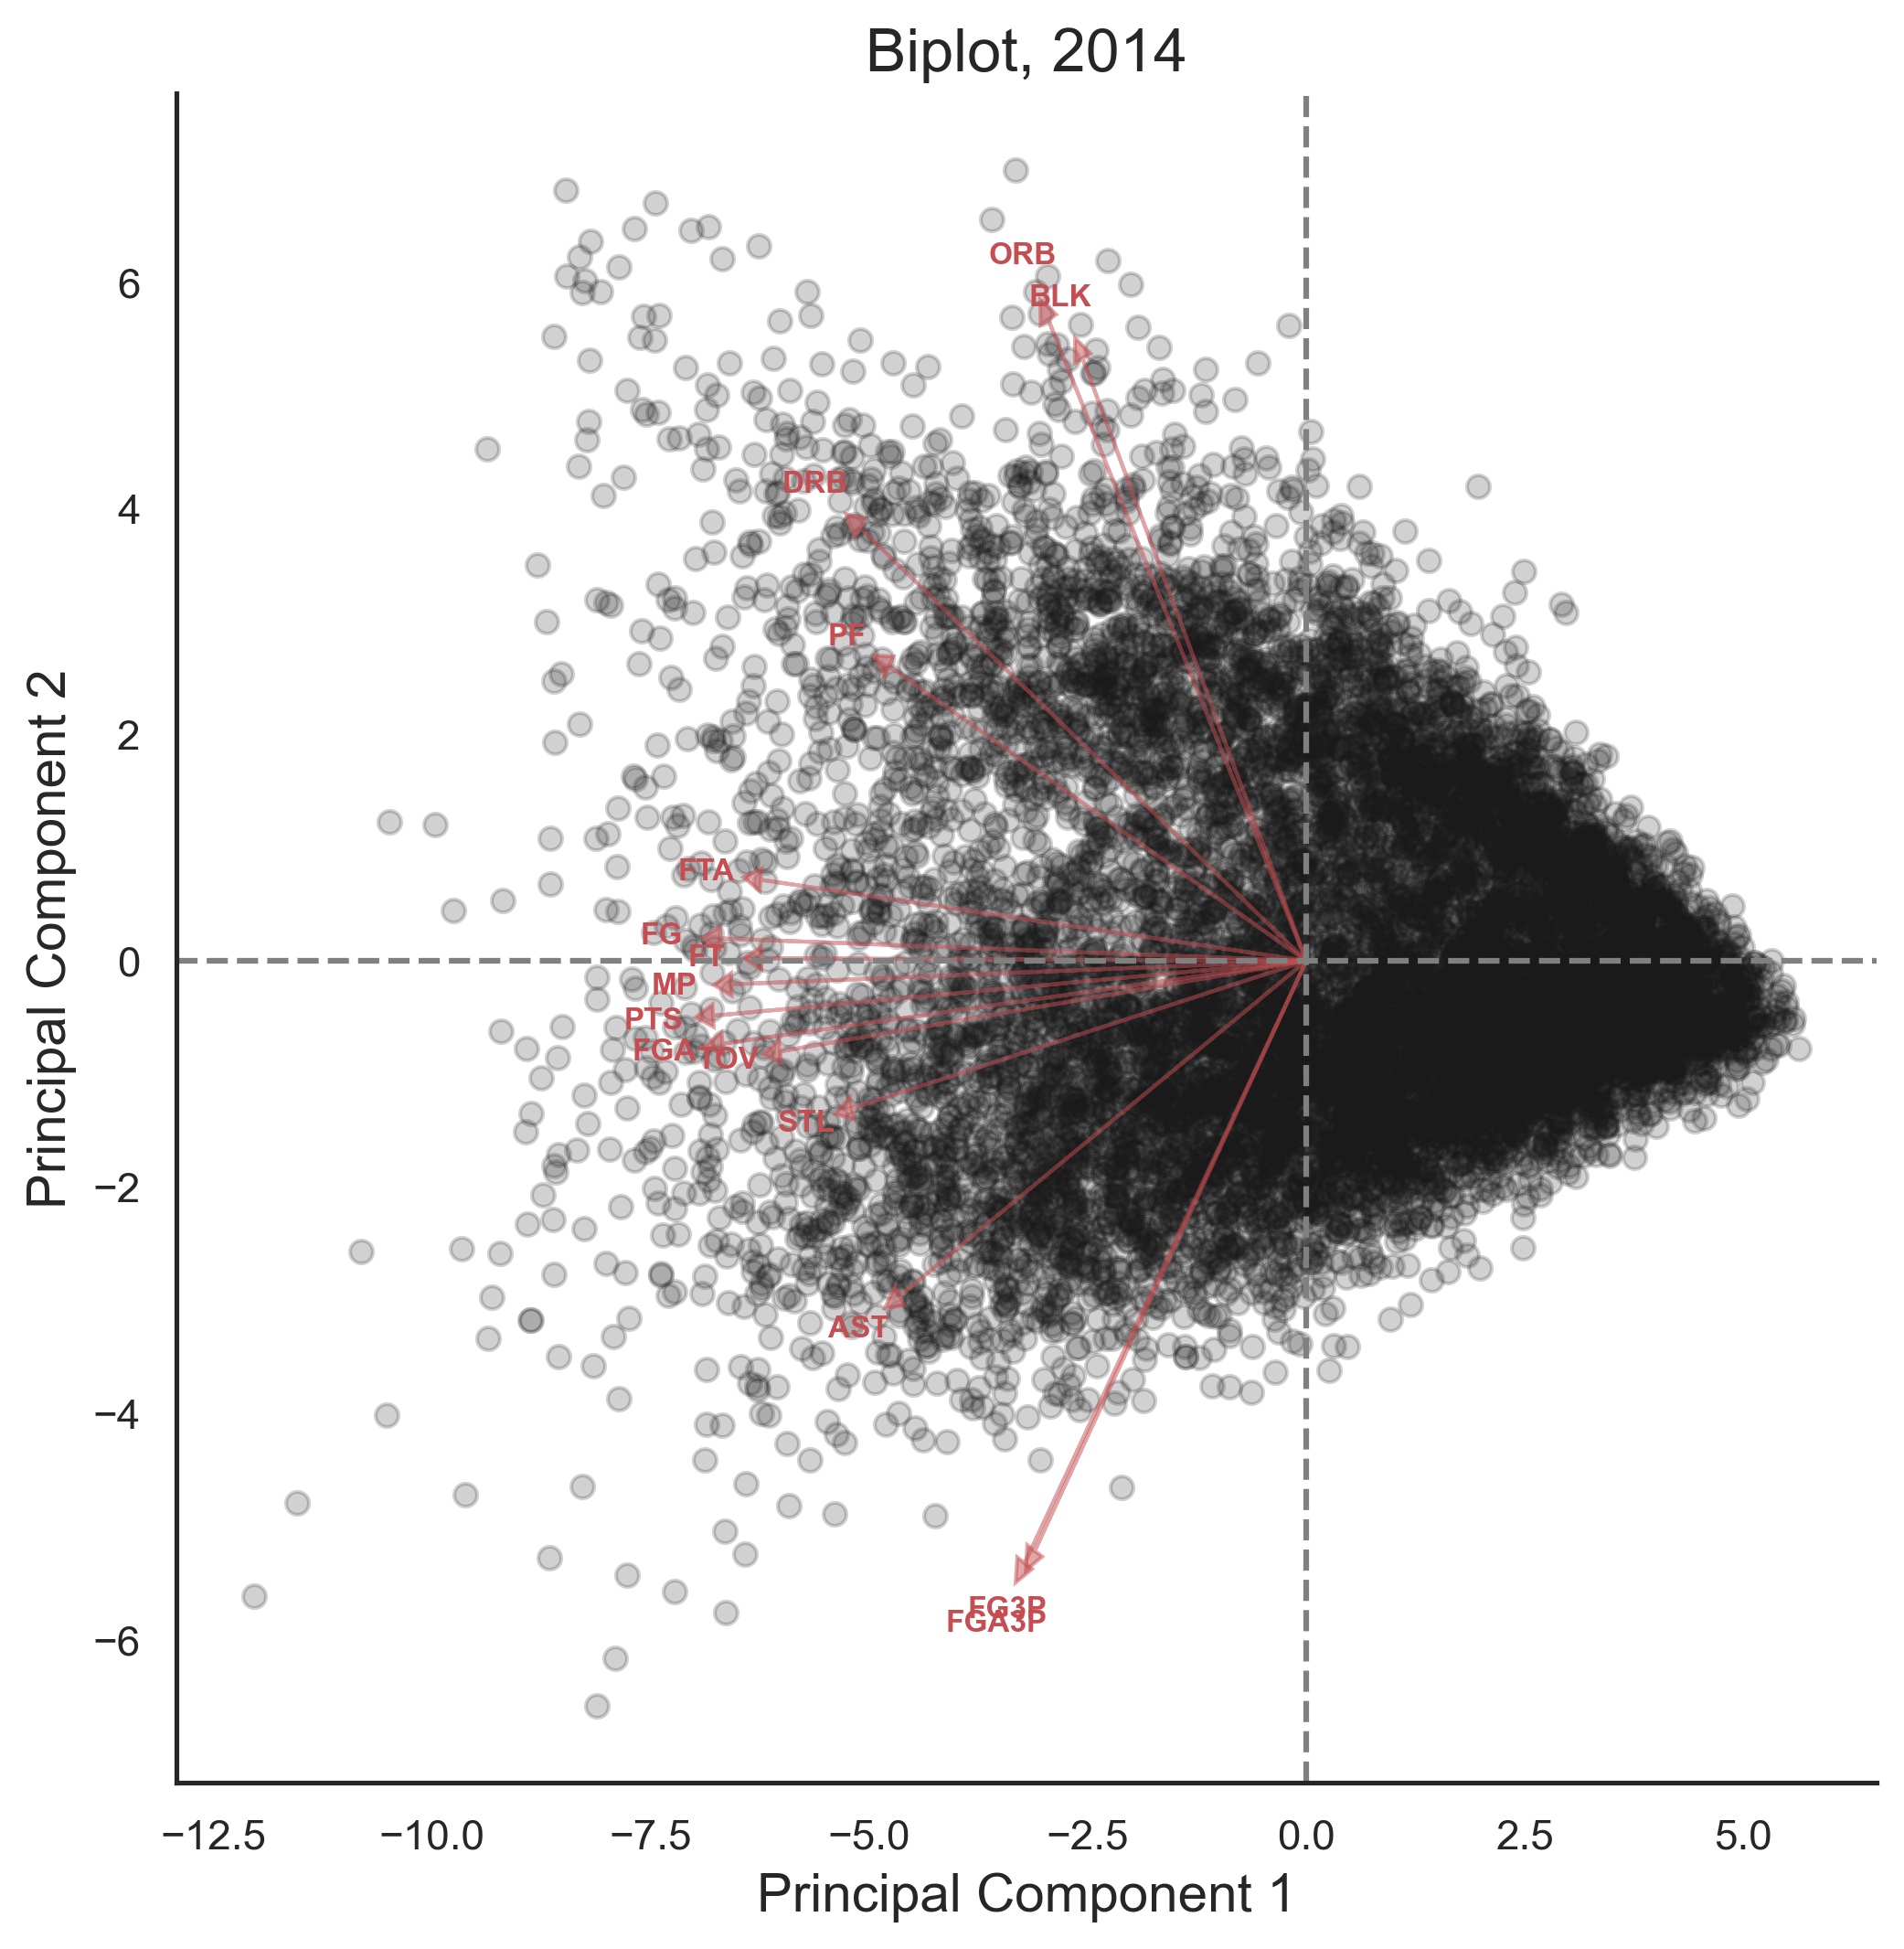 Biplot, 2014
Principal Component 2
6
4
2
0
−2
−4
−6
ORB
BLK
DRB
PF
FTA
FG
FT
MP
PTS
FGA
TOV
STL
AST
FG3P
FGA3P
−12.5 −10.0 −7.5 −5.0 −2.5 0.0 2.5 5.0
Principal Component 1